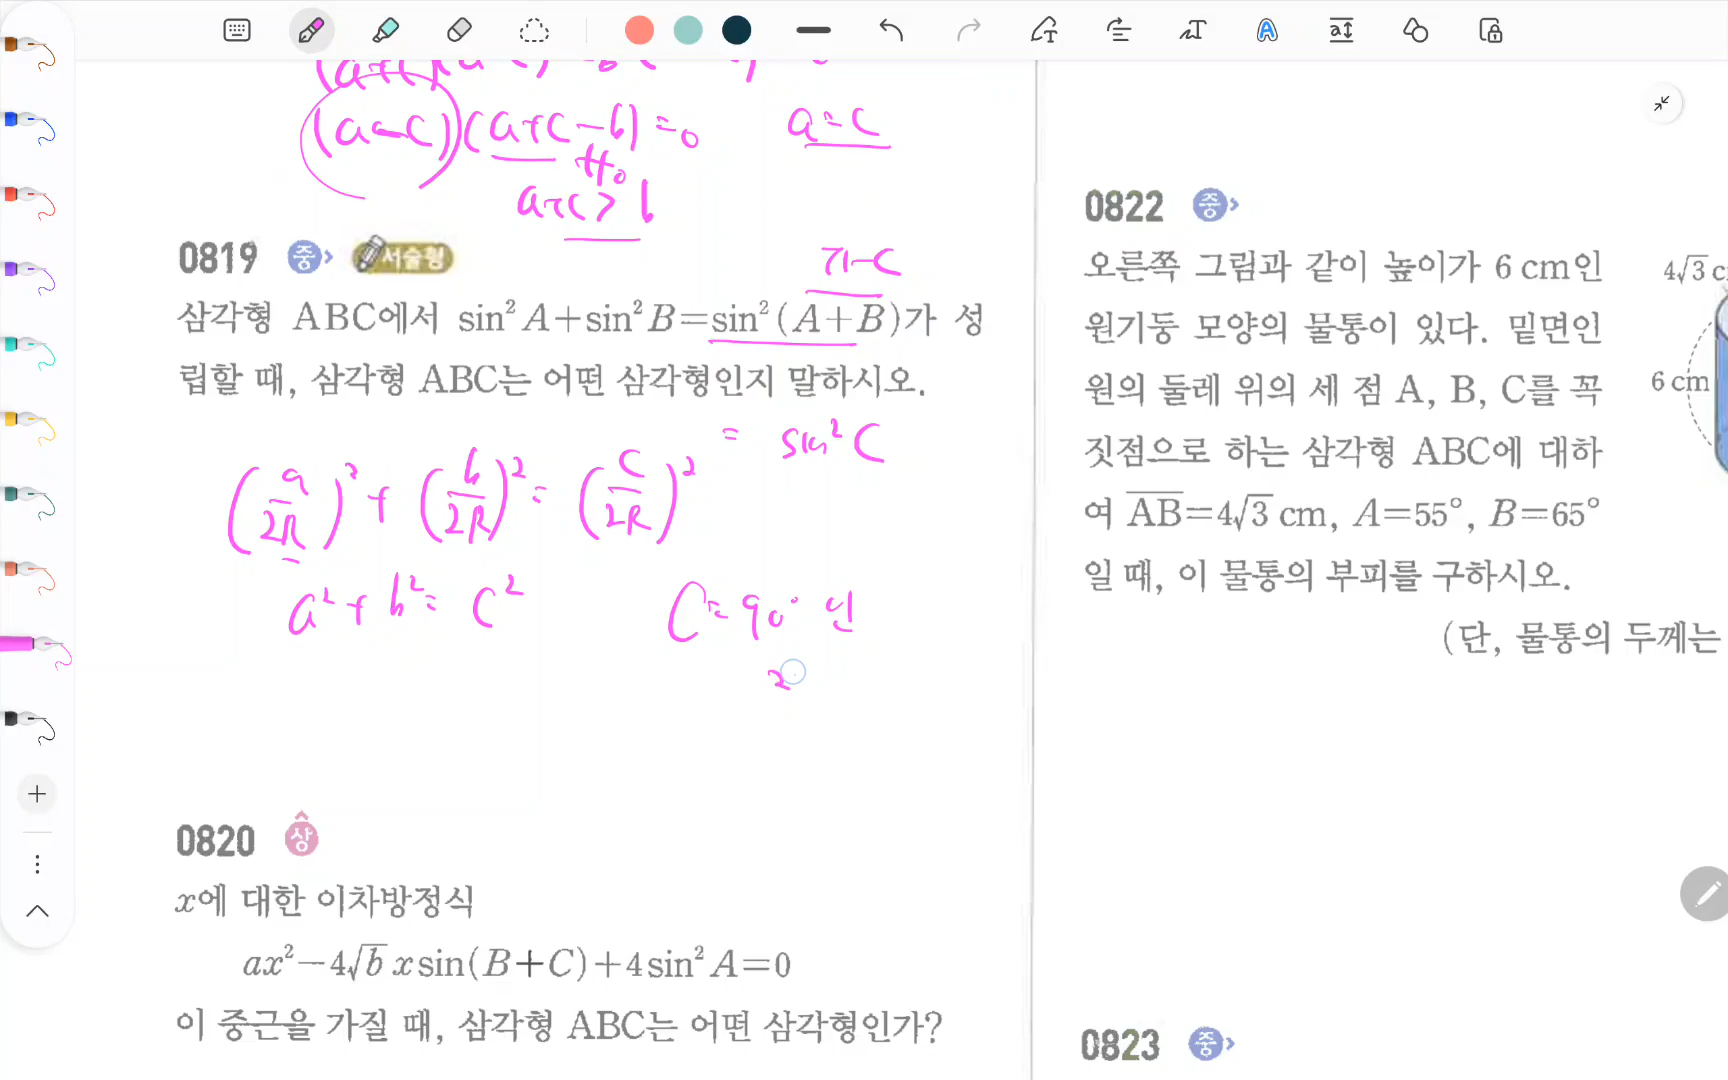 (a-c)(a+c-b)=0 a=c
≠0
a+c>b
0819 중 서술형
π-C
삼각형 ABC에서 sin² A+sin² B=sin² (A+B)가 성
립할 때, 삼각형 ABC는 어떤 삼각형인지 말하시오.
= sin² C
(a/2R)² + (b/2R)² = (c/2R)²
a² + b² = c² C=90° 인
0820 상
x에 대한 이차방정식
ax²-4√b x sin(B+C)+4 sin² A=0
이 중근을 가질 때, 삼각형 ABC는 어떤 삼각형인가?
0822 중
오른쪽 그림과 같이 높이가 6 cm인
원기둥 모양의 물통이 있다. 밑면인
원의 둘레 위의 세 점 A, B, C를 꼭
짓점으로 하는 삼각형 ABC에 대하
여 AB=4√3 cm, A=55°, B=65°
일 때, 이 물통의 부피를 구하시오.
(단, 물통의 두께는
4√3 c
6 cm
0823 중